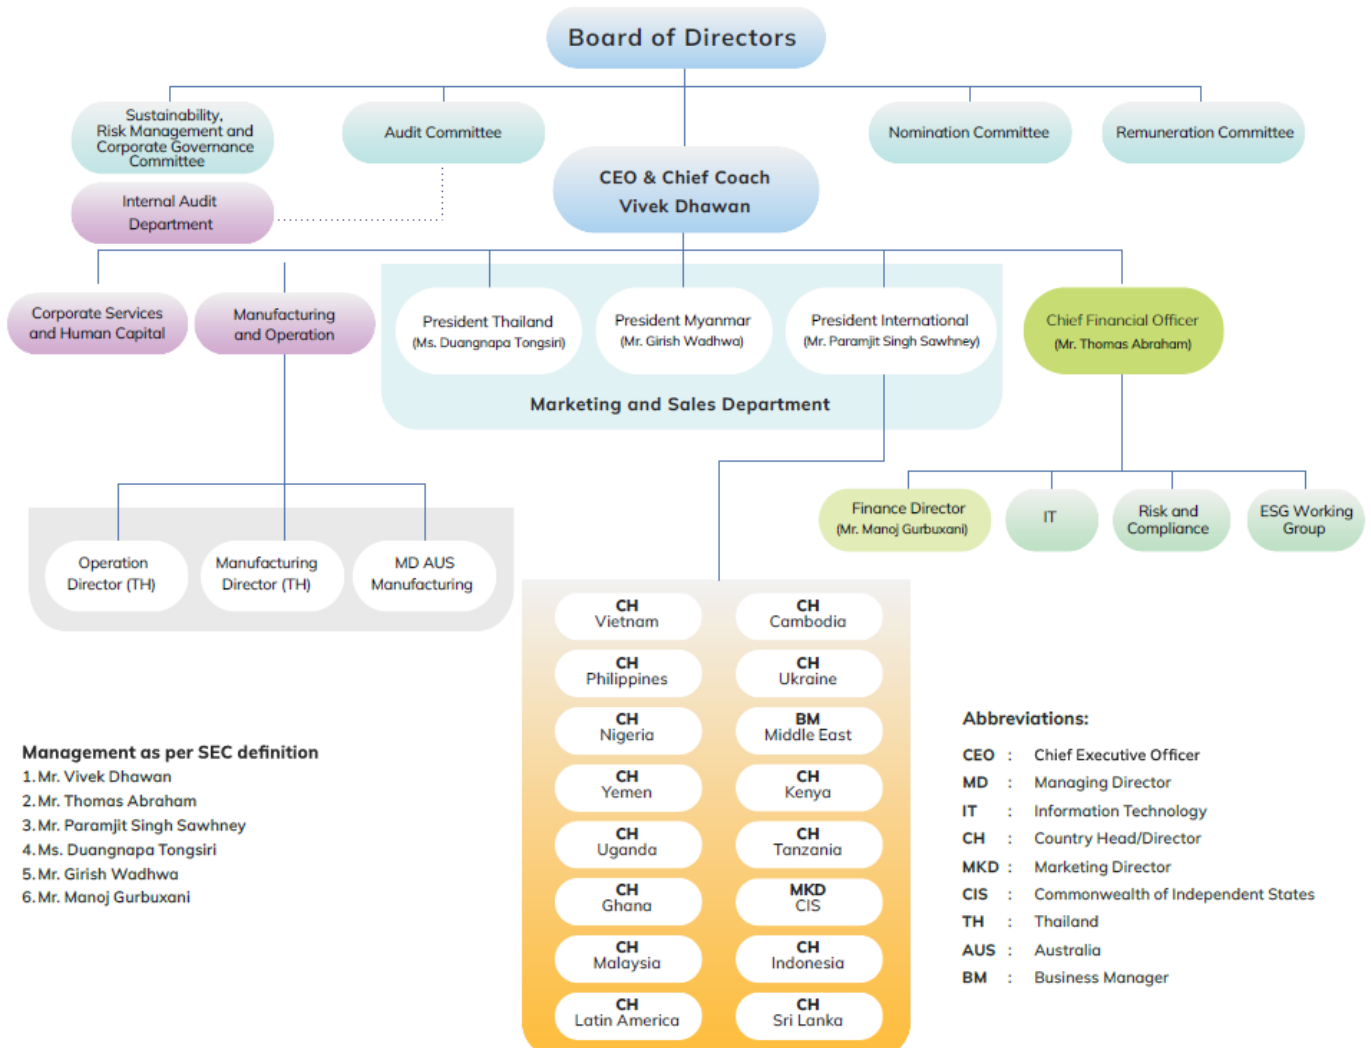 Board of Directors
Sustainability,
Risk Management and
Corporate Governance
Committee
Audit Committee
Nomination Committee
Remuneration Committee
CEO & Chief Coach
Vivek Dhawan
Internal Audit
Department
Corporate Services
and Human Capital
Manufacturing
and Operation
President Thailand
(Ms. Duangnapa Tongsiri)
President Myanmar
(Mr. Girish Wadhwa)
President International
(Mr. Paramjit Singh Sawhney)
Chief Financial Officer
(Mr. Thomas Abraham)
Marketing and Sales Department
Finance Director
(Mr. Manoj Gurbuxani)
IT
Risk and
Compliance
ESG Working
Group
Operation
Director (TH)
Manufacturing
Director (TH)
MD AUS
Manufacturing
CH
Vietnam
CH
Cambodia
CH
Philippines
CH
Ukraine
CH
Nigeria
BM
Middle East
CH
Yemen
CH
Kenya
CH
Uganda
CH
Tanzania
CH
Ghana
MKD
CIS
CH
Malaysia
CH
Indonesia
CH
Latin America
CH
Sri Lanka
Management as per SEC definition
1. Mr. Vivek Dhawan
2. Mr. Thomas Abraham
3. Mr. Paramjit Singh Sawhney
4. Ms. Duangnapa Tongsiri
5. Mr. Girish Wadhwa
6. Mr. Manoj Gurbuxani
Abbreviations:
CEO : Chief Executive Officer
MD : Managing Director
IT : Information Technology
CH : Country Head/Director
MKD : Marketing Director
CIS : Commonwealth of Independent States
TH : Thailand
AUS : Australia
BM : Business Manager